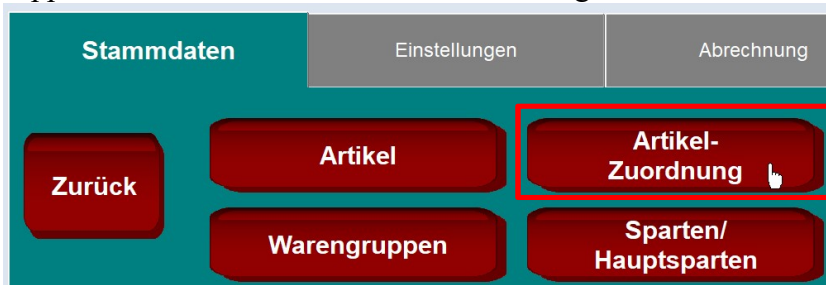 Stammdaten
Einstellungen
Abrechnung
Zurück
Artikel
Artikel-
Zuordnung
Warengruppen
Sparten/
Hauptsparten